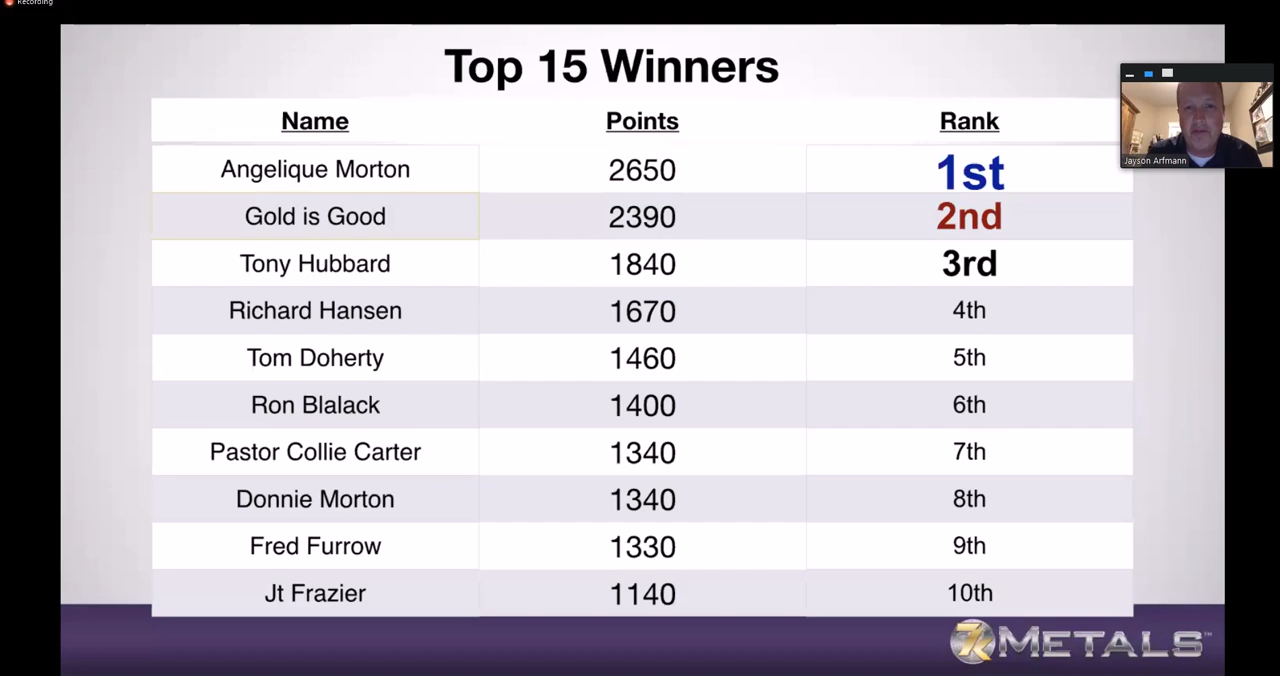 Recording
Top 15 Winners
Name Points Rank
Angelique Morton 2650 1st
Gold is Good 2390 2nd
Tony Hubbard 1840 3rd
Richard Hansen 1670 4th
Tom Doherty 1460 5th
Ron Blalack 1400 6th
Pastor Collie Carter 1340 7th
Donnie Morton 1340 8th
Fred Furrow 1330 9th
Jt Frazier 1140 10th
Jayson Arfmann
7K METALS™